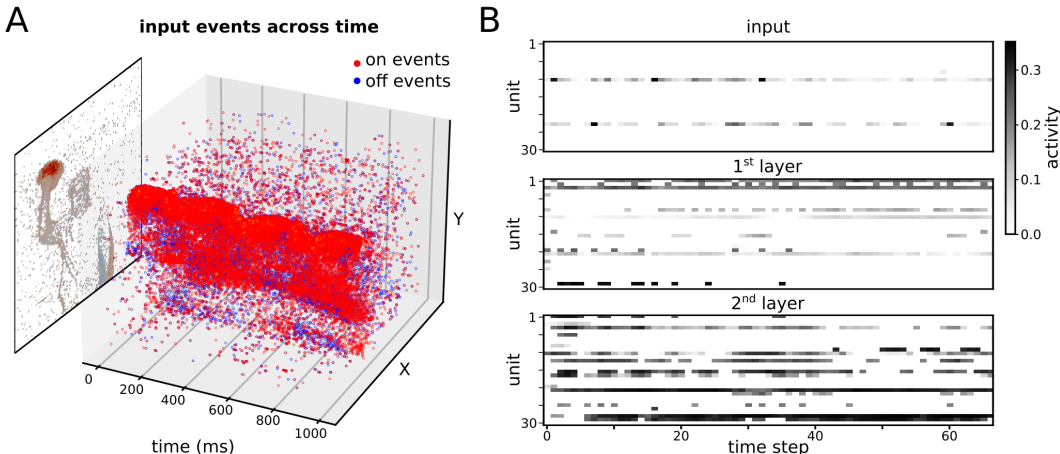 A
input events across time
on events
off events
Y
X
0
200
400
600
800
1000
time (ms)
B
input
1
unit
30
1st layer
1
unit
30
2nd layer
1
unit
30
0
20
40
60
time step
0.3
0.2
0.1
0.0
activity